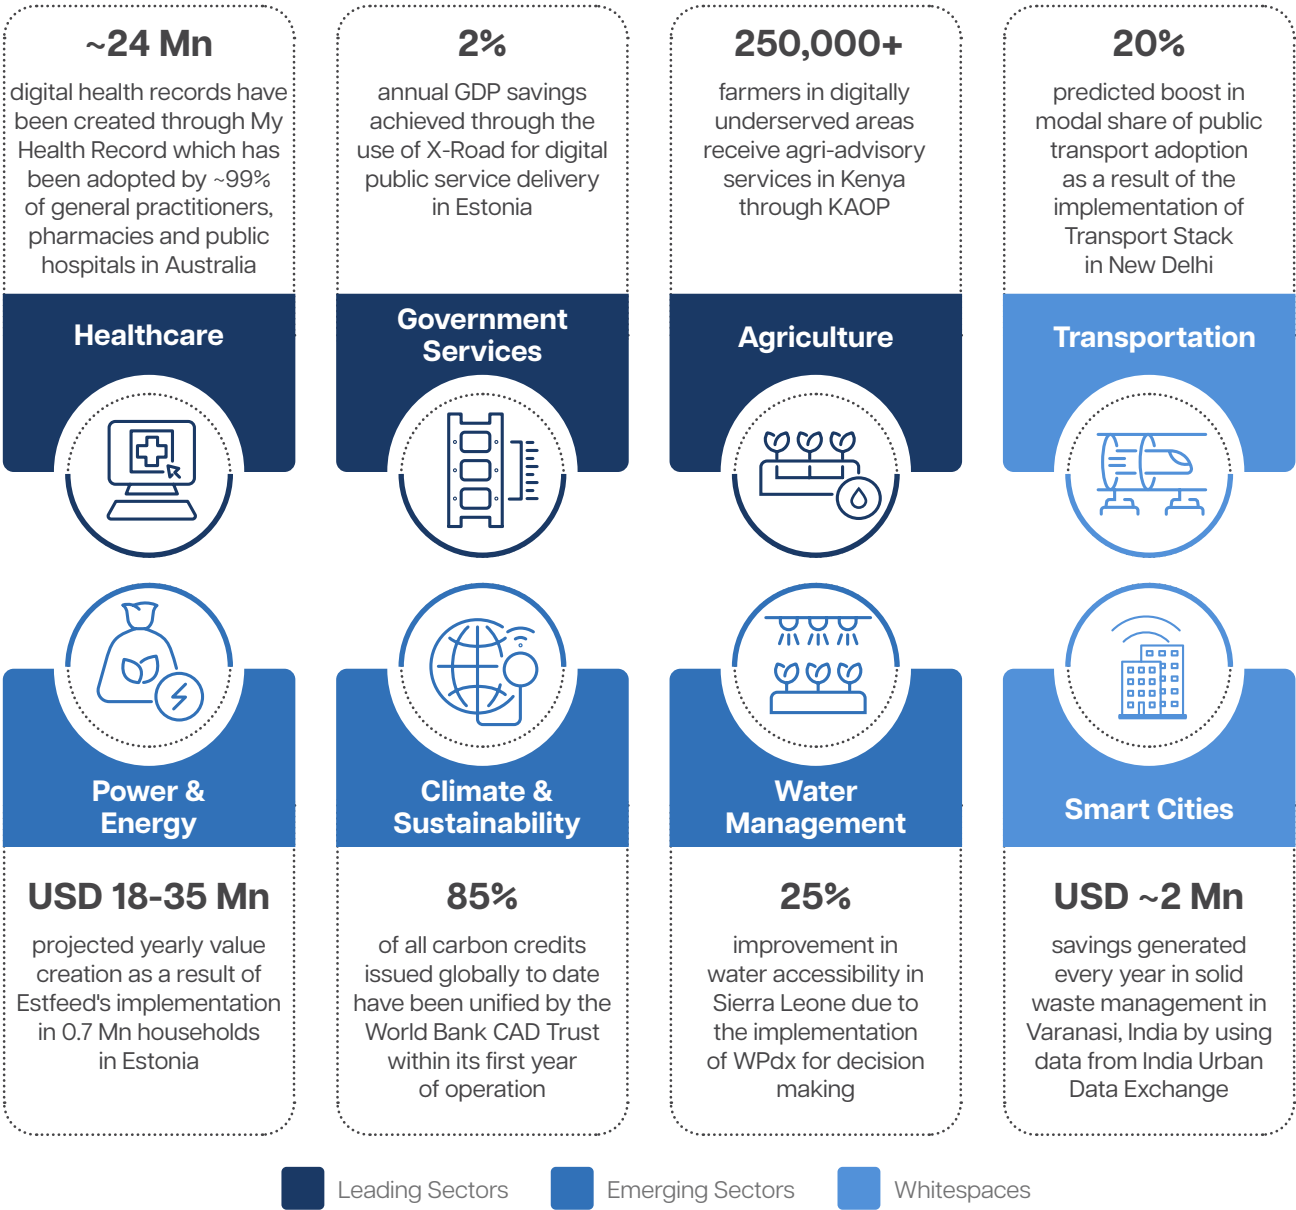 ~24 Mn
digital health records have
been created through My
Health Record which has
been adopted by ~99%
of general practitioners,
pharmacies and public
hospitals in Australia
Healthcare
2%
annual GDP savings
achieved through the
use of X-Road for digital
public service delivery
in Estonia
Government
Services
250,000+
farmers in digitally
underserved areas
receive agri-advisory
services in Kenya
through KAOP
Agriculture
20%
predicted boost in
modal share of public
transport adoption
as a result of the
implementation of
Transport Stack
in New Delhi
Transportation
Power &
Energy
USD 18-35 Mn
projected yearly value
creation as a result of
Estfeed's implementation
in 0.7 Mn households
in Estonia
Climate &
Sustainability
85%
of all carbon credits
issued globally to date
have been unified by the
World Bank CAD Trust
within its first year
of operation
Water
Management
25%
improvement in
water accessibility in
Sierra Leone due to
the implementation
of WPdx for decision
making
Smart Cities
USD ~2 Mn
savings generated
every year in solid
waste management in
Varanasi, India by using
data from India Urban
Data Exchange
Leading Sectors
Emerging Sectors
Whitespaces